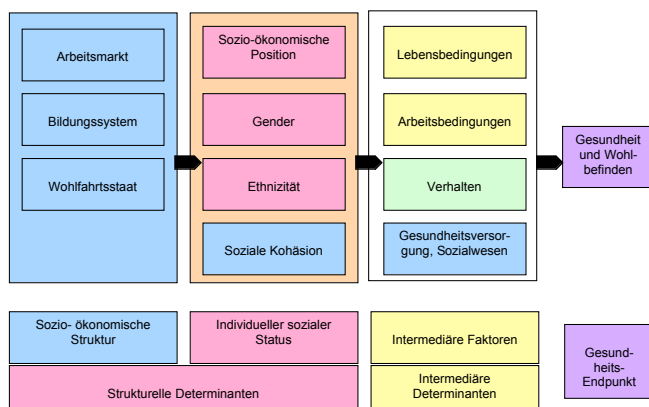 Arbeitsmarkt
Bildungssystem
Wohlfahrtsstaat
Sozio-ökonomische
Position
Gender
Ethnizität
Soziale Kohäsion
Lebensbedingungen
Arbeitsbedingungen
Verhalten
Gesundheitsversor-
gung, Sozialwesen
Gesundheit
und Wohl-
befinden
Sozio- ökonomische
Struktur
Individueller sozialer
Status
Intermediäre Faktoren
Strukturelle Determinanten
Intermediäre
Determinanten
Gesund-
heits-
Endpunkt